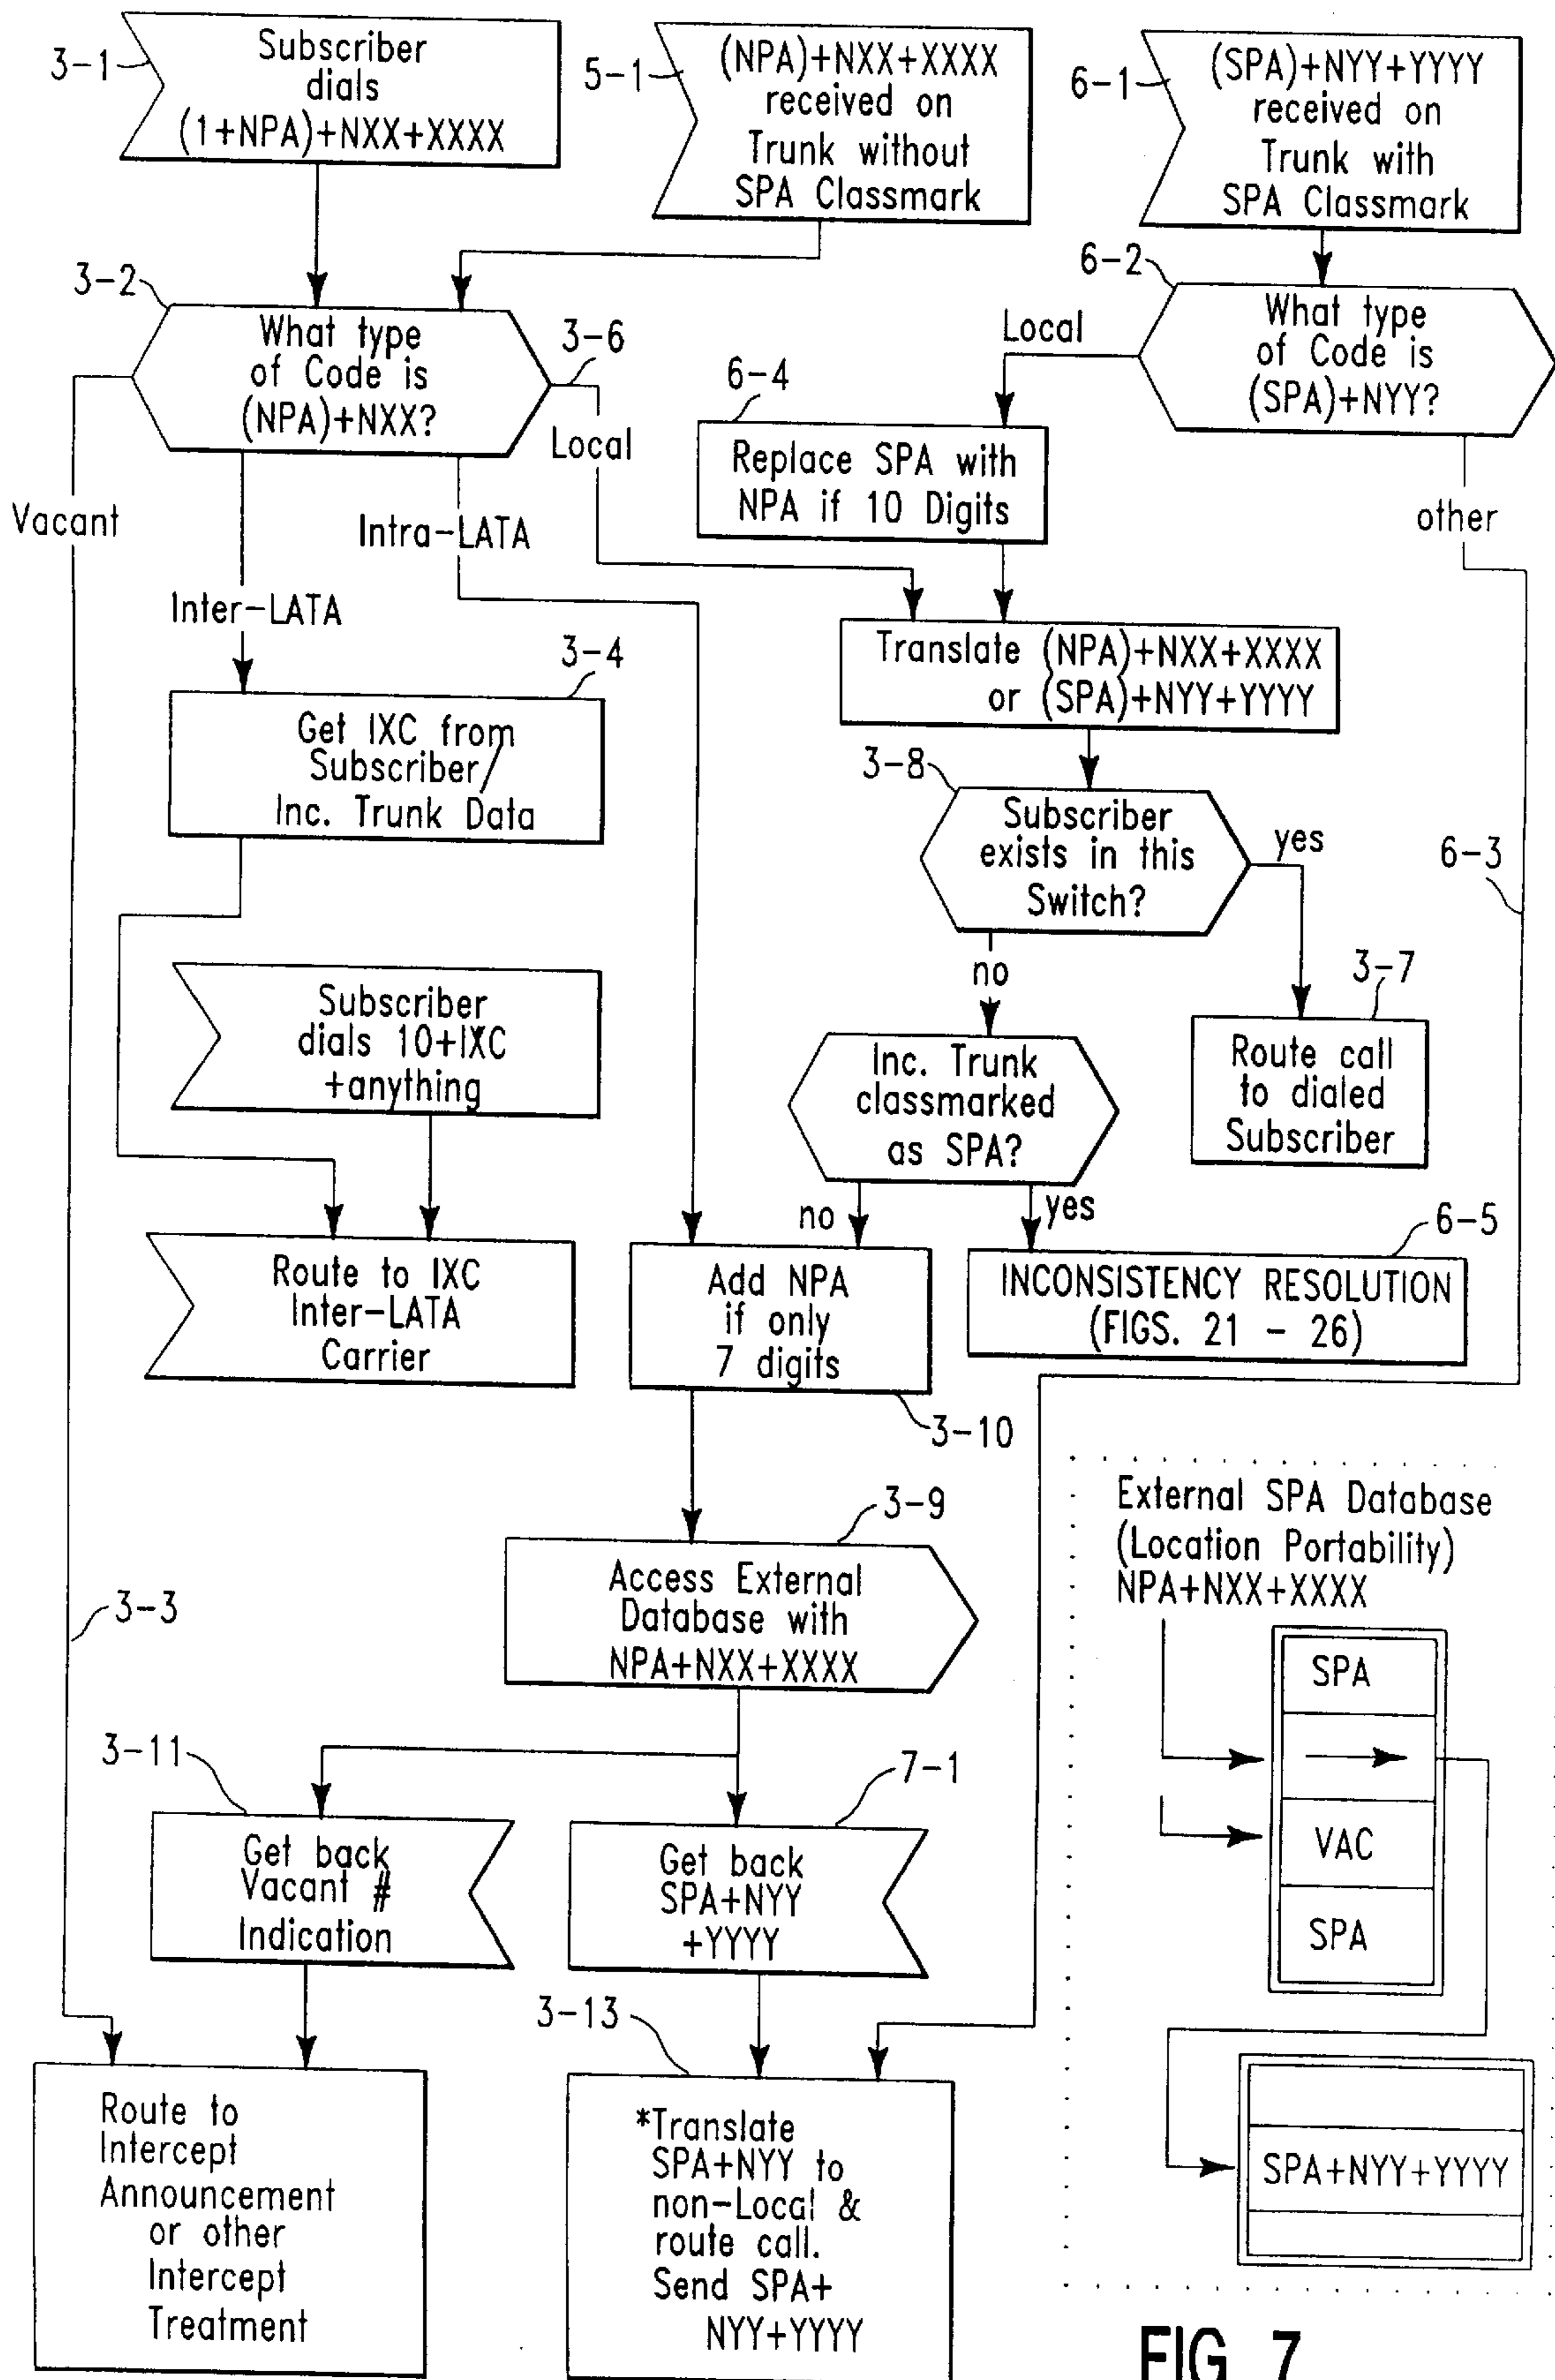 3-1
Subscriber
dials
(1+NPA)+NXX+XXXX
5-1
(NPA)+NXX+XXXX
received on
Trunk without
SPA Classmark
6-1
(SPA)+NYY+YYYY
received on
Trunk with
SPA Classmark
3-2
What type
of Code is
(NPA)+NXX?
3-6
Local
Vacant
Inter-LATA
Intra-LATA
6-2
What type
of Code is
(SPA)+NYY?
Local
other
6-4
Replace SPA with
NPA if 10 Digits
Translate (NPA)+NXX+XXXX
or (SPA)+NYY+YYYY
3-4
Get IXC from
Subscriber/
Inc. Trunk Data
3-8
Subscriber
exists in this
Switch?
yes
no
6-3
3-7
Route call
to dialed
Subscriber
Subscriber
dials 10+IXC
+anything
Inc. Trunk
classmarked
as SPA?
no
yes
Route to IXC
Inter-LATA
Carrier
Add NPA
if only
7 digits
3-10
6-5
INCONSISTENCY RESOLUTION
(FIGS. 21 - 26)
3-9
Access External
Database with
NPA+NXX+XXXX
3-3
3-11
Get back
Vacant #
Indication
7-1
Get back
SPA+NYY
+YYYY
Route to
Intercept
Announcement
or other
Intercept
Treatment
3-13
*Translate
SPA+NYY to
non-Local &
route call.
Send SPA+
NYY+YYYY
External SPA Database
(Location Portability)
NPA+NXX+XXXX
SPA
VAC
SPA
SPA+NYY+YYYY
FIG. 7